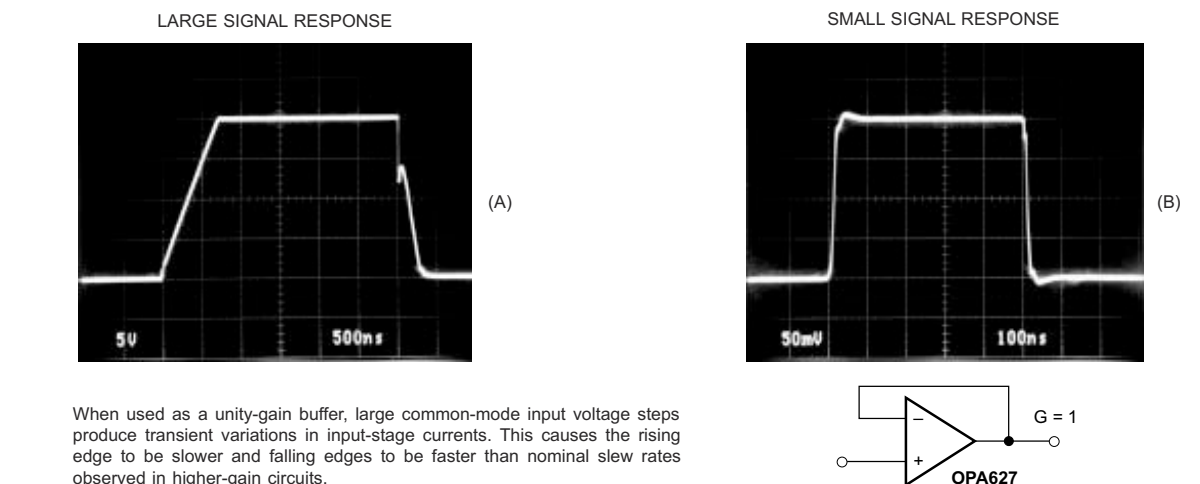 LARGE SIGNAL RESPONSE
SMALL SIGNAL RESPONSE
5V
500ns
(A)
50mV
100ns
(B)
When used as a unity-gain buffer, large common-mode input voltage steps
produce transient variations in input-stage currents. This causes the rising
edge to be slower and falling edges to be faster than nominal slew rates
observed in higher-gain circuits.
G = 1
–
+
OPA627